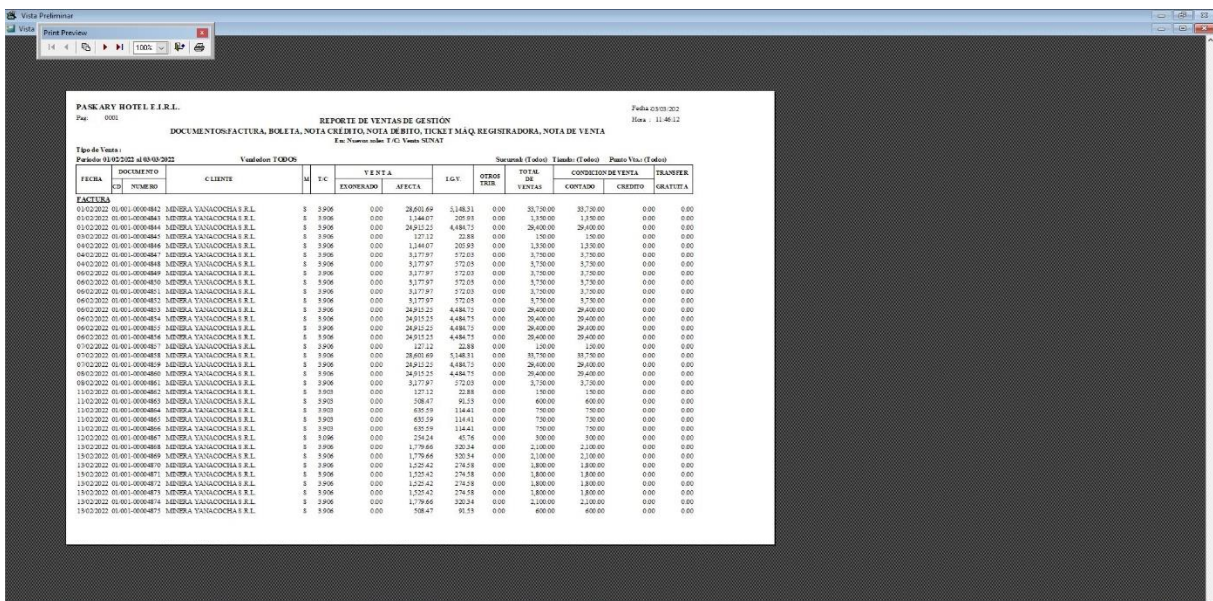 Vista Preliminar
Vista
Print Preview
100%
PASKARY HOTEL E.I.R.L.
Fecha :03/03/202
Pag: 0001
REPORTE DE VENTAS DE GESTIÓN
Hora : 11:46:12
DOCUMENTOS:FACTURA, BOLETA, NOTA CRÉDITO, NOTA DÉBITO, TICKET MÁQ. REGISTRADORA, NOTA DE VENTA
En: Nuevos soles T/C: Venta SUNAT
Tipo de Venta :
Periodo: 01/02/2022 al 03/03/2022 Vendedor: TODOS Sucursal: (Todos) Tienda: (Todos) Punto Vta.: (Todos)
FECHA DOCUMENTO CLIENTE M T/C VENTA I.G.V. OTROS TRIB. TOTAL DE VENTAS CONDICION DE VENTA TRANSFER
CD NUMERO EXONERADO AFECTA CONTADO CREDITO GRATUITA
FACTURA
01/02/2022 01/001-00004842 MINERA YANACOCHA S.R.L. S 3.906 0.00 28,601.69 5,148.31 0.00 33,750.00 33,750.00 0.00 0.00
01/02/2022 01/001-00004843 MINERA YANACOCHA S.R.L. S 3.906 0.00 1,144.07 205.93 0.00 1,350.00 1,350.00 0.00 0.00
01/02/2022 01/001-00004844 MINERA YANACOCHA S.R.L. S 3.906 0.00 24,915.25 4,484.75 0.00 29,400.00 29,400.00 0.00 0.00
03/02/2022 01/001-00004845 MINERA YANACOCHA S.R.L. S 3.906 0.00 127.12 22.88 0.00 150.00 150.00 0.00 0.00
04/02/2022 01/001-00004846 MINERA YANACOCHA S.R.L. S 3.906 0.00 1,144.07 205.93 0.00 1,350.00 1,350.00 0.00 0.00
04/02/2022 01/001-00004847 MINERA YANACOCHA S.R.L. S 3.906 0.00 3,177.97 572.03 0.00 3,750.00 3,750.00 0.00 0.00
04/02/2022 01/001-00004848 MINERA YANACOCHA S.R.L. S 3.906 0.00 3,177.97 572.03 0.00 3,750.00 3,750.00 0.00 0.00
06/02/2022 01/001-00004849 MINERA YANACOCHA S.R.L. S 3.906 0.00 3,177.97 572.03 0.00 3,750.00 3,750.00 0.00 0.00
06/02/2022 01/001-00004850 MINERA YANACOCHA S.R.L. S 3.906 0.00 3,177.97 572.03 0.00 3,750.00 3,750.00 0.00 0.00
06/02/2022 01/001-00004851 MINERA YANACOCHA S.R.L. S 3.906 0.00 3,177.97 572.03 0.00 3,750.00 3,750.00 0.00 0.00
06/02/2022 01/001-00004852 MINERA YANACOCHA S.R.L. S 3.906 0.00 3,177.97 572.03 0.00 3,750.00 3,750.00 0.00 0.00
06/02/2022 01/001-00004853 MINERA YANACOCHA S.R.L. S 3.906 0.00 24,915.25 4,484.75 0.00 29,400.00 29,400.00 0.00 0.00
06/02/2022 01/001-00004854 MINERA YANACOCHA S.R.L. S 3.906 0.00 24,915.25 4,484.75 0.00 29,400.00 29,400.00 0.00 0.00
06/02/2022 01/001-00004855 MINERA YANACOCHA S.R.L. S 3.906 0.00 24,915.25 4,484.75 0.00 29,400.00 29,400.00 0.00 0.00
06/02/2022 01/001-00004856 MINERA YANACOCHA S.R.L. S 3.906 0.00 24,915.25 4,484.75 0.00 29,400.00 29,400.00 0.00 0.00
07/02/2022 01/001-00004857 MINERA YANACOCHA S.R.L. S 3.906 0.00 127.12 22.88 0.00 150.00 150.00 0.00 0.00
07/02/2022 01/001-00004858 MINERA YANACOCHA S.R.L. S 3.906 0.00 28,601.69 5,148.31 0.00 33,750.00 33,750.00 0.00 0.00
07/02/2022 01/001-00004859 MINERA YANACOCHA S.R.L. S 3.906 0.00 24,915.25 4,484.75 0.00 29,400.00 29,400.00 0.00 0.00
08/02/2022 01/001-00004860 MINERA YANACOCHA S.R.L. S 3.906 0.00 24,915.25 4,484.75 0.00 29,400.00 29,400.00 0.00 0.00
08/02/2022 01/001-00004861 MINERA YANACOCHA S.R.L. S 3.906 0.00 3,177.97 572.03 0.00 3,750.00 3,750.00 0.00 0.00
11/02/2022 01/001-00004862 MINERA YANACOCHA S.R.L. S 3.903 0.00 127.12 22.88 0.00 150.00 150.00 0.00 0.00
11/02/2022 01/001-00004863 MINERA YANACOCHA S.R.L. S 3.903 0.00 508.47 91.53 0.00 600.00 600.00 0.00 0.00
11/02/2022 01/001-00004864 MINERA YANACOCHA S.R.L. S 3.903 0.00 635.59 114.41 0.00 750.00 750.00 0.00 0.00
11/02/2022 01/001-00004865 MINERA YANACOCHA S.R.L. S 3.903 0.00 635.59 114.41 0.00 750.00 750.00 0.00 0.00
11/02/2022 01/001-00004866 MINERA YANACOCHA S.R.L. S 3.903 0.00 635.59 114.41 0.00 750.00 750.00 0.00 0.00
12/02/2022 01/001-00004867 MINERA YANACOCHA S.R.L. S 3.096 0.00 254.24 45.76 0.00 300.00 300.00 0.00 0.00
13/02/2022 01/001-00004868 MINERA YANACOCHA S.R.L. S 3.906 0.00 1,779.66 320.34 0.00 2,100.00 2,100.00 0.00 0.00
13/02/2022 01/001-00004869 MINERA YANACOCHA S.R.L. S 3.906 0.00 1,779.66 320.34 0.00 2,100.00 2,100.00 0.00 0.00
13/02/2022 01/001-00004870 MINERA YANACOCHA S.R.L. S 3.906 0.00 1,525.42 274.58 0.00 1,800.00 1,800.00 0.00 0.00
13/02/2022 01/001-00004871 MINERA YANACOCHA S.R.L. S 3.906 0.00 1,525.42 274.58 0.00 1,800.00 1,800.00 0.00 0.00
13/02/2022 01/001-00004872 MINERA YANACOCHA S.R.L. S 3.906 0.00 1,525.42 274.58 0.00 1,800.00 1,800.00 0.00 0.00
13/02/2022 01/001-00004873 MINERA YANACOCHA S.R.L. S 3.906 0.00 1,525.42 274.58 0.00 1,800.00 1,800.00 0.00 0.00
13/02/2022 01/001-00004874 MINERA YANACOCHA S.R.L. S 3.906 0.00 1,779.66 320.34 0.00 2,100.00 2,100.00 0.00 0.00
13/02/2022 01/001-00004875 MINERA YANACOCHA S.R.L. S 3.906 0.00 508.47 91.53 0.00 600.00 600.00 0.00 0.00